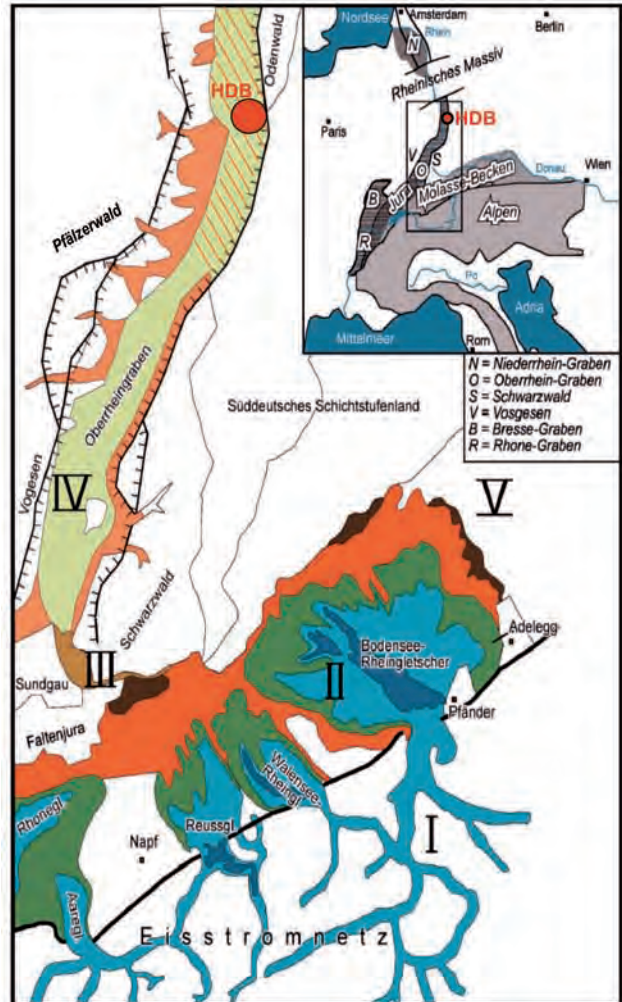 Nordsee
Amsterdam
Berlin
Rhein
N
Rheinisches Massiv
HDB
Paris
V
S
O
Donau
Wien
Molasse-Becken
Jura
B
R
Alpen
Po
Adria
Mittelmeer
Rom
N = Niederrhein-Graben
O = Oberrhein-Graben
S = Schwarzwald
V = Vosgesen
B = Bresse-Graben
R = Rhone-Graben
Odenwald
HDB
Pfälzerwald
Oberrheingraben
Süddeutsches Schichtstufenland
Vogesen
IV
V
Schwarzwald
Adelegg
Bodensee-
Rheingletscher
III
II
Sundgau
Pfänder
Faltenjura
Walensee-
Rheingl.
Rhonegl.
Reussgl.
I
Napf
Aaregl.
Eisstromnetz